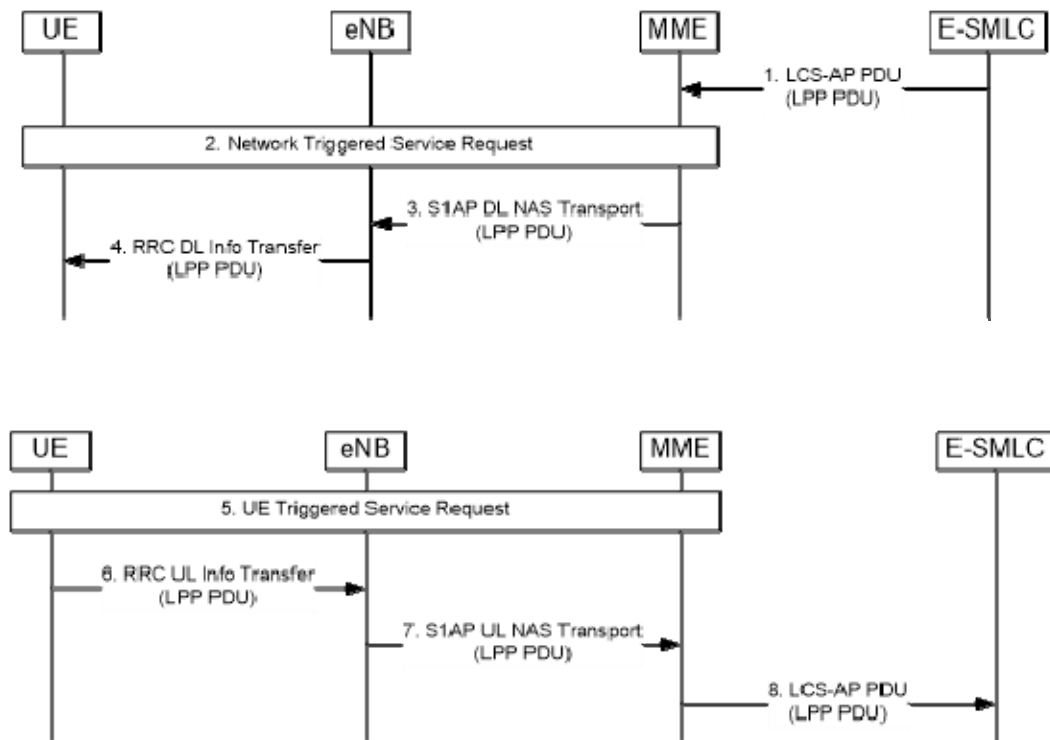 UE eNB MME E-SMLC
1. LCS-AP PDU
(LPP PDU)
2. Network Triggered Service Request
3. S1AP DL NAS Transport
(LPP PDU)
4. RRC DL Info Transfer
(LPP PDU)
UE eNB MME E-SMLC
5. UE Triggered Service Request
6. RRC UL Info Transfer
(LPP PDU)
7. S1AP UL NAS Transport
(LPP PDU)
8. LCS-AP PDU
(LPP PDU)